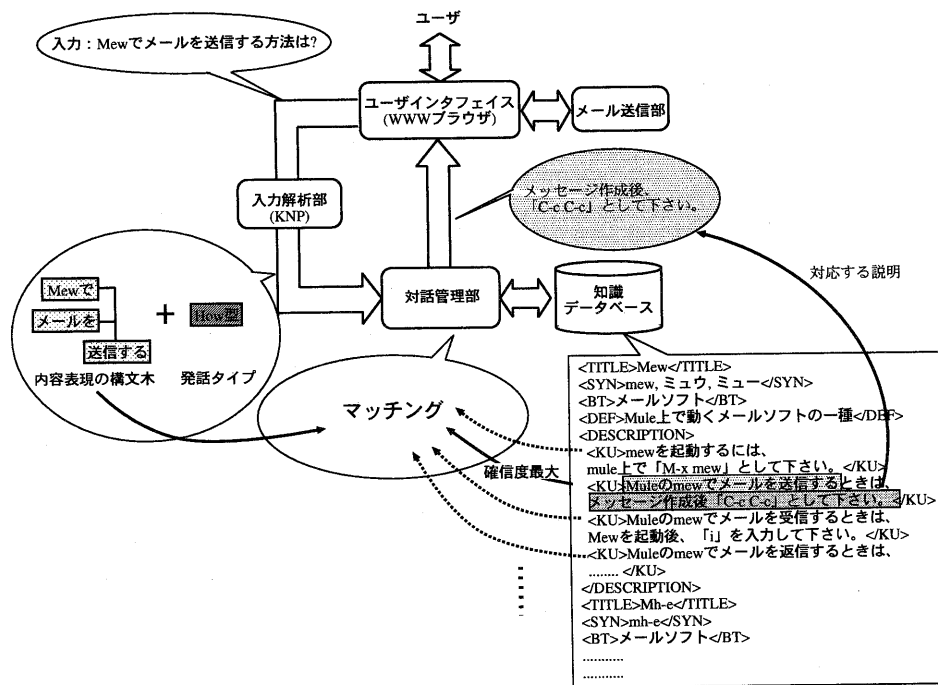 ユーザ
入力：Mewでメールを送信する方法は?
ユーザインタフェイス
(WWWブラウザ)
メール送信部
入力解析部
(KNP)
メッセージ作成後、
「C-c C-c」として下さい。
対応する説明
対話管理部
知識
データベース
Mewで
メールを
送信する
+
How型
内容表現の構文木
発話タイプ
マッチング
確信度最大
<TITLE>Mew</TITLE>
<SYN>mew, ミュウ, ミュー</SYN>
<BT>メールソフト</BT>
<DEF>Mule上で動くメールソフトの一種</DEF>
<DESCRIPTION>
<KU>mewを起動するには、
mule上で「M-x mew」として下さい。</KU>
<KU>Muleのmewでメールを送信するときは、
メッセージ作成後「C-c C-c」として下さい。</KU>
<KU>Muleのmewでメールを受信するときは、
Mewを起動後、「i」を入力して下さい。</KU>
<KU>Muleのmewでメールを返信するときは、
........ </KU>
</DESCRIPTION>
<TITLE>Mh-e</TITLE>
<SYN>mh-e</SYN>
<BT>メールソフト</BT>
...........
...........